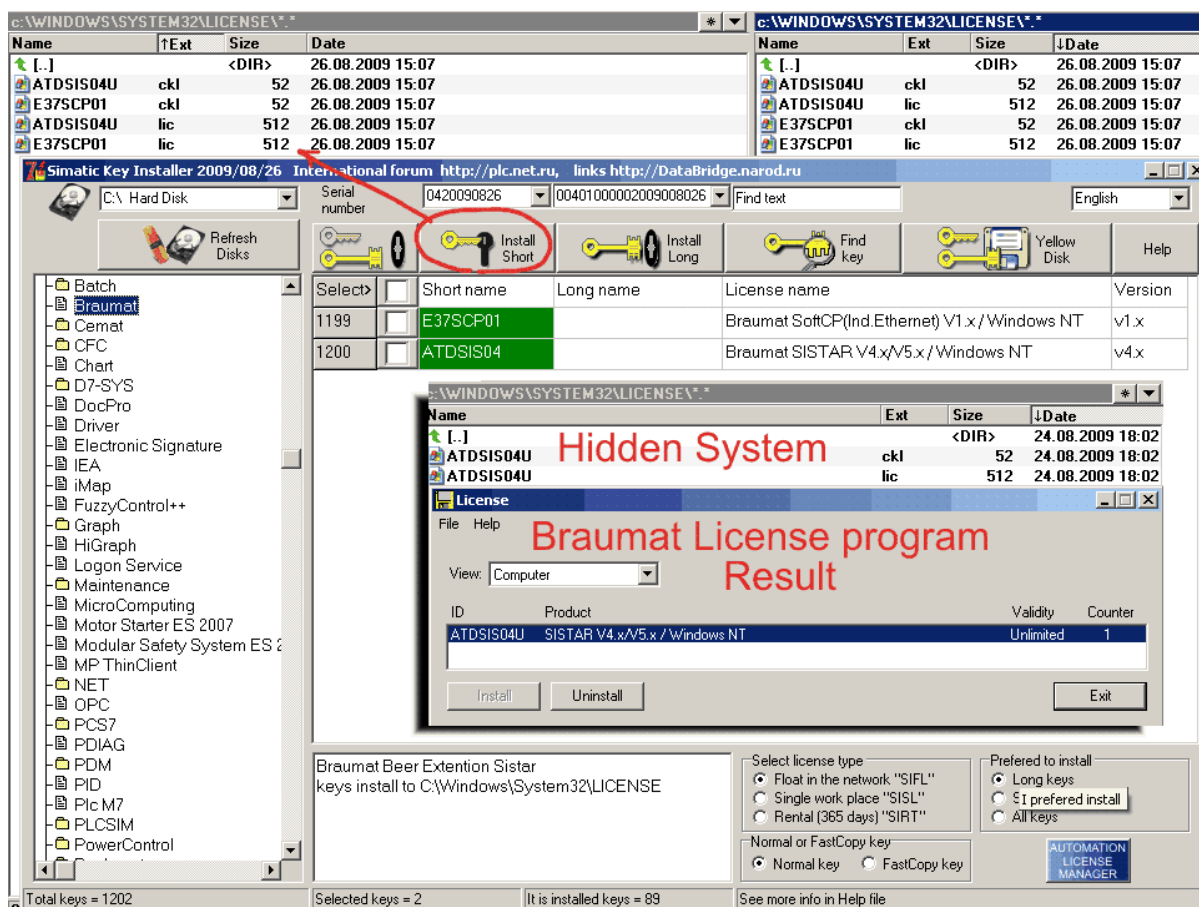 c:\WINDOWS\SYSTEM32\LICENSE\*.* * ▼
Name ↑Ext Size Date
[..] <DIR> 26.08.2009 15:07
ATDSIS04U ckl 52 26.08.2009 15:07
E37SCP01 ckl 52 26.08.2009 15:07
ATDSIS04U lic 512 26.08.2009 15:07
E37SCP01 lic 512 26.08.2009 15:07
c:\WINDOWS\SYSTEM32\LICENSE\*.*
Name Ext Size ↓Date
[..] <DIR> 26.08.2009 15:07
ATDSIS04U ckl 52 26.08.2009 15:07
ATDSIS04U lic 512 26.08.2009 15:07
E37SCP01 ckl 52 26.08.2009 15:07
E37SCP01 lic 512 26.08.2009 15:07
Simatic Key Installer 2009/08/26 International forum http://plc.net.ru, links http://DataBridge.narod.ru
C:\ Hard Disk
Serial number
0420090826
00401000002009008026
Find text
English
Refresh Disks
Install Short
Install Long
Find key
Yellow Disk
Help
Batch
Braumat
Cemat
CFC
Chart
D7-SYS
DocPro
Driver
Electronic Signature
IEA
iMap
FuzzyControl++
Graph
HiGraph
Logon Service
Maintenance
MicroComputing
Motor Starter ES 2007
Modular Safety System ES 2
MP ThinClient
NET
OPC
PCS7
PDIAG
PDM
PID
Plc M7
PLCSIM
PowerControl
Select> Short name Long name License name Version
1199 E37SCP01 Braumat SoftCP(Ind.Ethernet) V1.x / Windows NT v1.x
1200 ATDSIS04 Braumat SISTAR V4.x/V5.x / Windows NT v4.x
c:\WINDOWS\SYSTEM32\LICENSE\*.* * ▼
Name Ext Size ↓Date
[..] <DIR> 24.08.2009 18:02
ATDSIS04U ckl 52 24.08.2009 18:02
ATDSIS04U lic 512 24.08.2009 18:02
Hidden System
License
File Help
Braumat License program
Result
View: Computer
ID Product Validity Counter
ATDSIS04U SISTAR V4.x/V5.x / Windows NT Unlimited 1
Install Uninstall Exit
Braumat Beer Extention Sistar
keys install to C:\Windows\System32\LICENSE
Select license type
Float in the network "SIFL"
Single work place "SISL"
Rental (365 days) "SIRT"
Normal or FastCopy key
Normal key FastCopy key
Prefered to install
Long keys
I prefered install
All keys
AUTOMATION
LICENSE
MANAGER
Total keys = 1202 Selected keys = 2 It is installed keys = 89 See more info in Help file